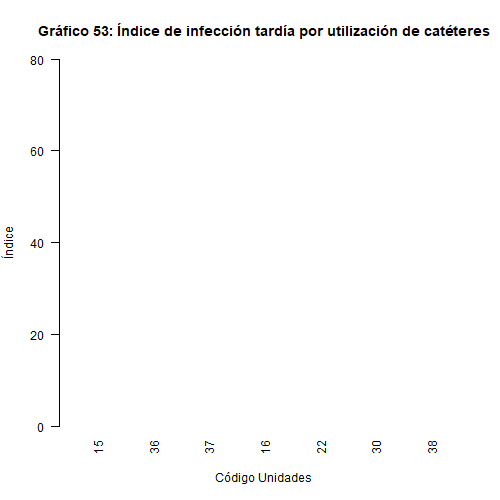 Gráfico 53: Índice de infección tardía por utilización de catéteres
80
60
40
20
0
Índice
15 36 37 16 22 30 38
Código Unidades